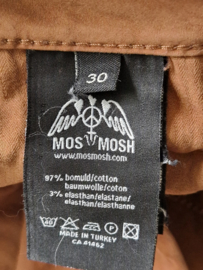 30
MOS MOSH
www.mosmosh.com
97% bomuld/cotton
baumwolle/coton
3% elasthan/elastane/
elasthan/elasthanne
MADE IN TURKEY
CA 41462